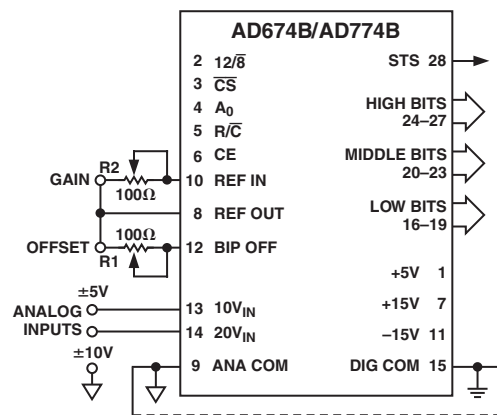 AD674B/AD774B
2 12/8̅
3 C̅S̅
4 A₀
5 R/C̅
6 CE
10 REF IN
8 REF OUT
12 BIP OFF
13 10V_IN
14 20V_IN
9 ANA COM
STS 28
HIGH BITS
24–27
MIDDLE BITS
20–23
LOW BITS
16–19
+5V 1
+15V 7
–15V 11
DIG COM 15
GAIN
R2
100Ω
OFFSET
100Ω
R1
±5V
ANALOG
INPUTS
±10V